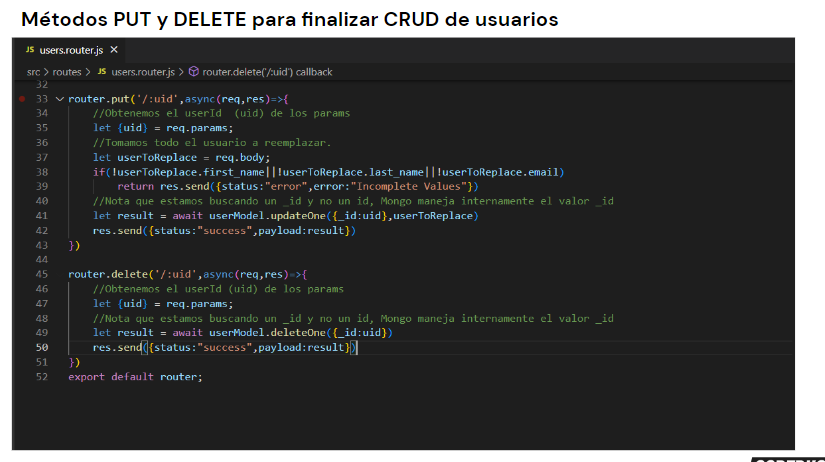 Métodos PUT y DELETE para finalizar CRUD de usuarios
JS users.router.js ×
src > routes > JS users.router.js > router.delete('/:uid') callback
32
33 router.put('/:uid',async(req,res)=>{
34 //Obtenemos el userId  (uid) de los params
35 let {uid} = req.params;
36 //Tomamos todo el usuario a reemplazar.
37 let userToReplace = req.body;
38 if(!userToReplace.first_name||!userToReplace.last_name||!userToReplace.email)
39 return res.send({status:"error",error:"Incomplete Values"})
40 //Nota que estamos buscando un _id y no un id, Mongo maneja internamente el valor _id
41 let result = await userModel.updateOne({_id:uid},userToReplace)
42 res.send({status:"success",payload:result})
43 })
44
45 router.delete('/:uid',async(req,res)=>{
46 //Obtenemos el userId (uid) de los params
47 let {uid} = req.params;
48 //Nota que estamos buscando un _id y no un id, Mongo maneja internamente el valor _id
49 let result = await userModel.deleteOne({_id:uid})
50 res.send({status:"success",payload:result})
51 })
52 export default router;